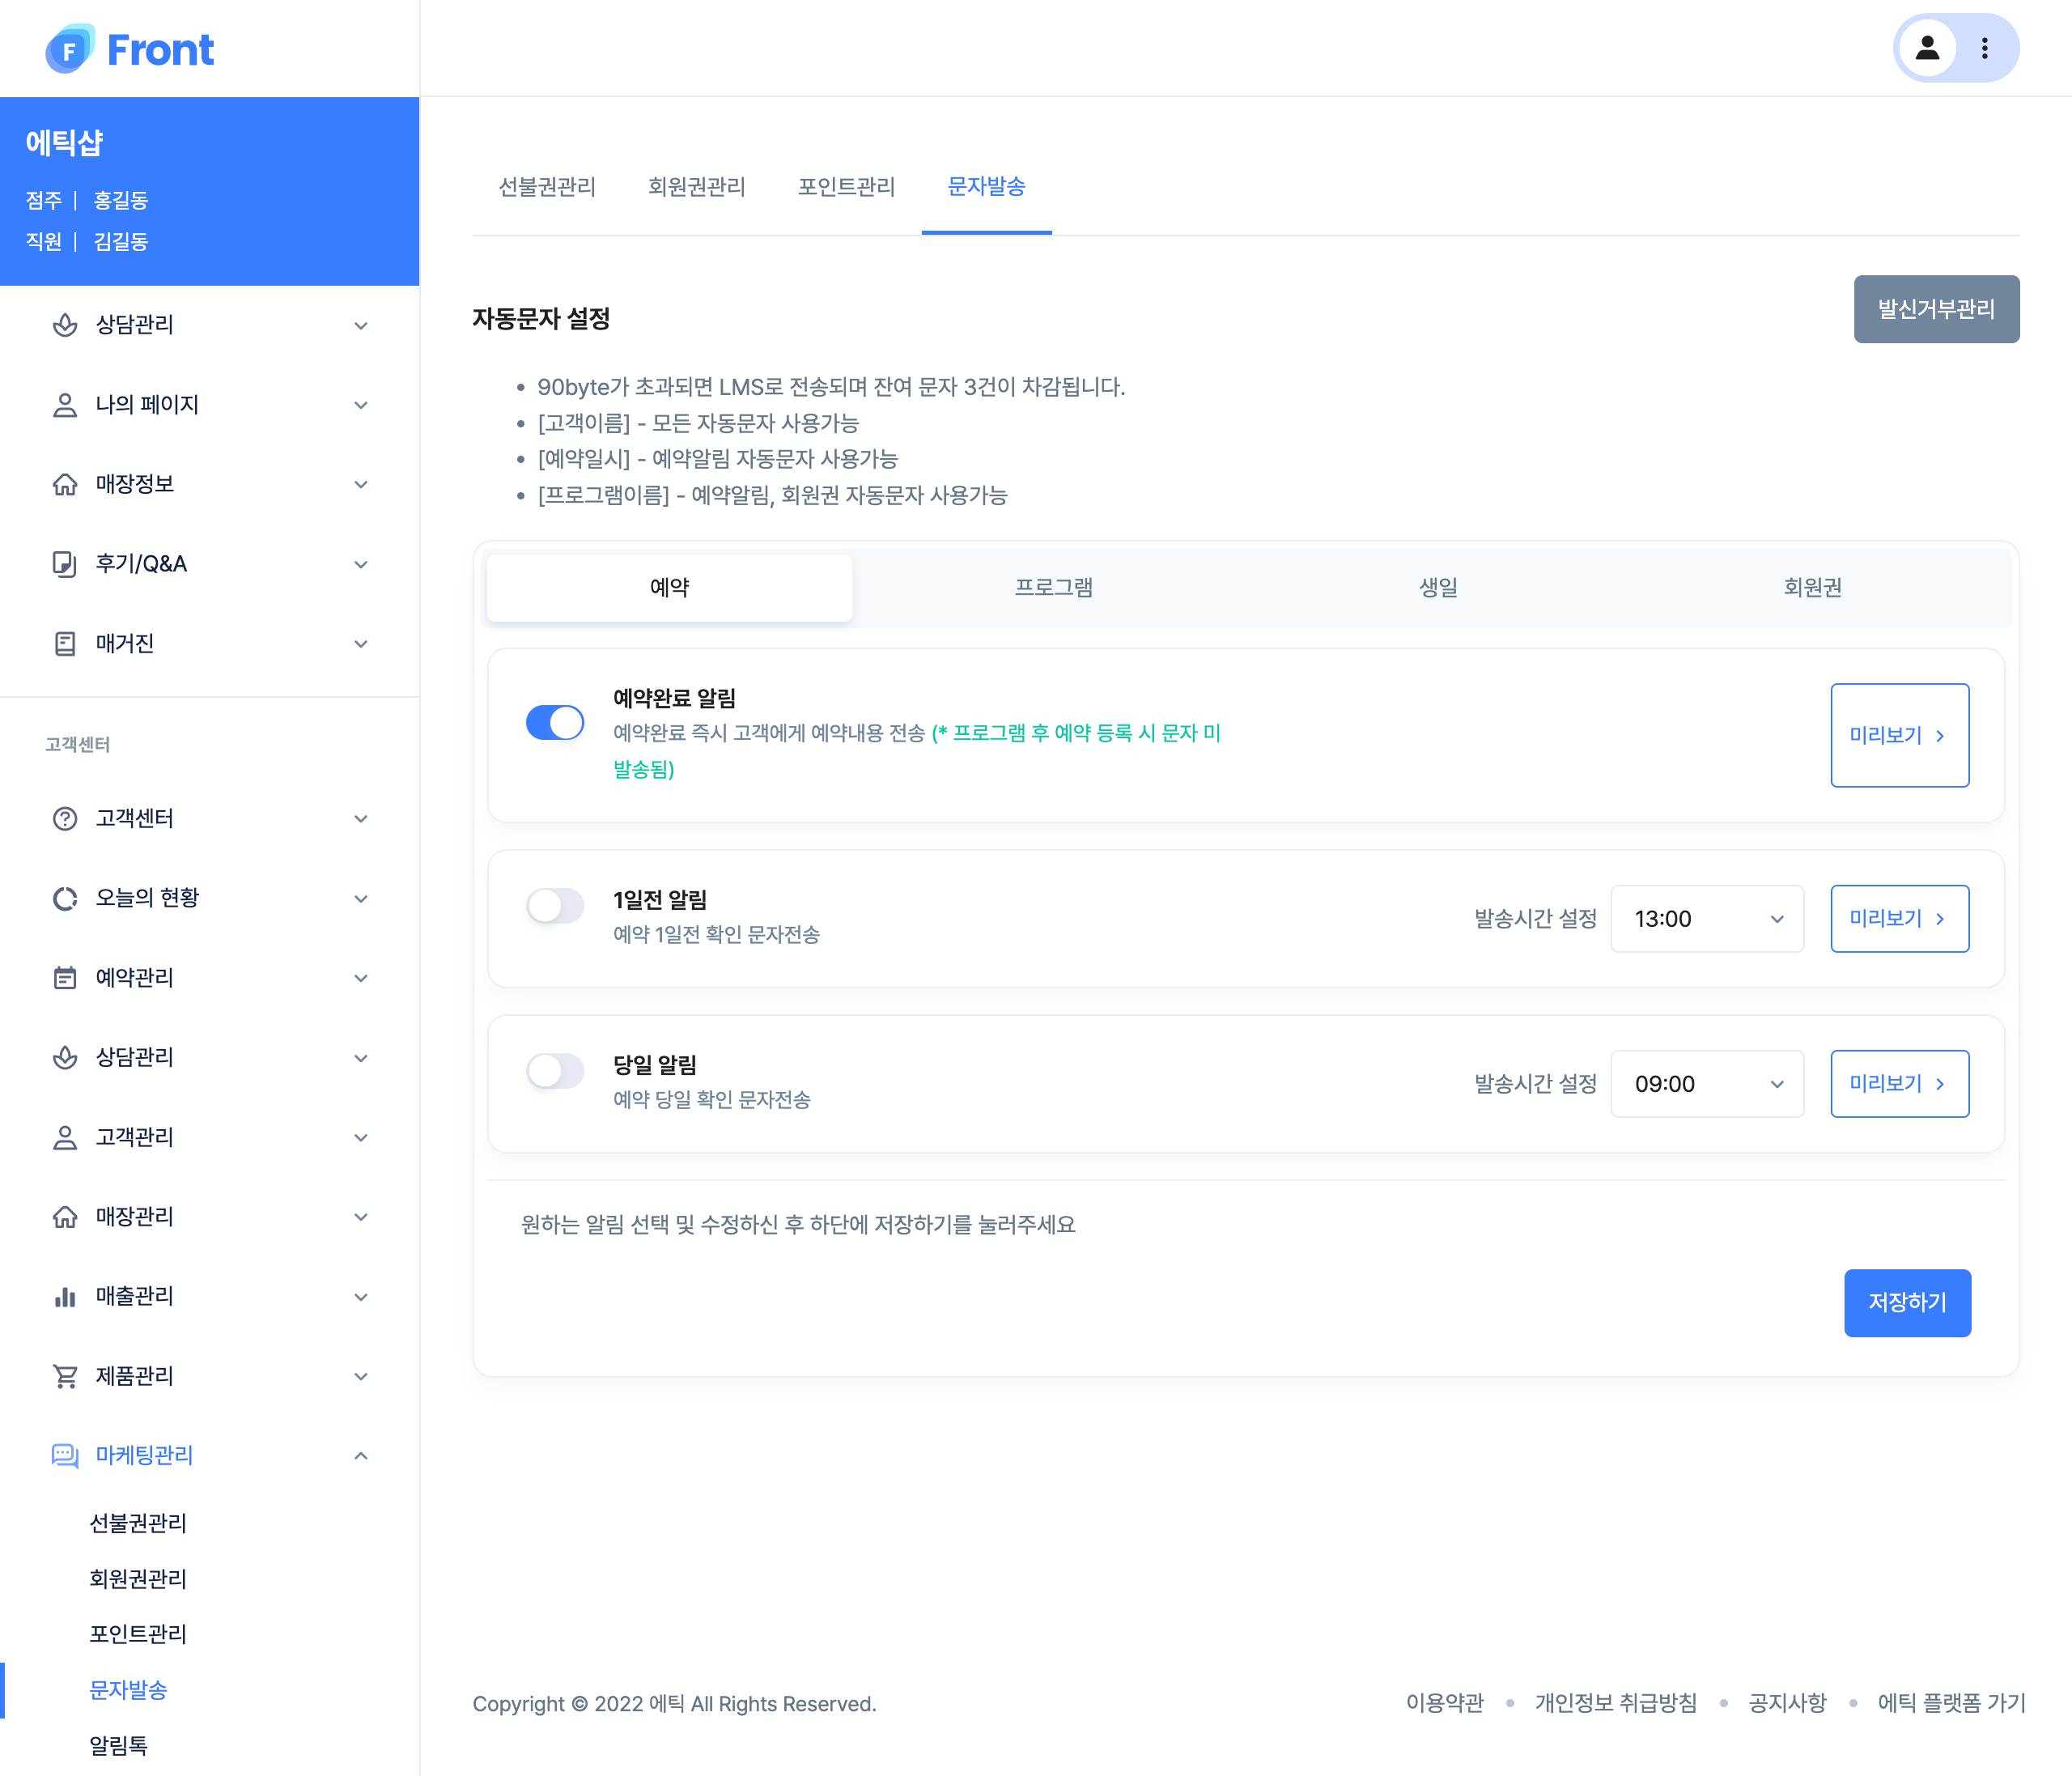 F Front
에틱샵
점주 | 홍길동
직원 | 김길동
상담관리
나의 페이지
매장정보
후기/Q&A
매거진
고객센터
고객센터
오늘의 현황
예약관리
상담관리
고객관리
매장관리
매출관리
제품관리
마케팅관리
선불권관리
회원권관리
포인트관리
문자발송
알림톡
선불권관리 회원권관리 포인트관리 문자발송
자동문자 설정
발신거부관리
• 90byte가 초과되면 LMS로 전송되며 잔여 문자 3건이 차감됩니다.
• [고객이름] - 모든 자동문자 사용가능
• [예약일시] - 예약알림 자동문자 사용가능
• [프로그램이름] - 예약알림, 회원권 자동문자 사용가능
예약 프로그램 생일 회원권
예약완료 알림
예약완료 즉시 고객에게 예약내용 전송 (* 프로그램 후 예약 등록 시 문자 미
발송됨)
미리보기
1일전 알림
예약 1일전 확인 문자전송
발송시간 설정 13:00 미리보기
당일 알림
예약 당일 확인 문자전송
발송시간 설정 09:00 미리보기
원하는 알림 선택 및 수정하신 후 하단에 저장하기를 눌러주세요
저장하기
Copyright © 2022 에틱 All Rights Reserved.
이용약관 • 개인정보 취급방침 • 공지사항 • 에틱 플랫폼 가기